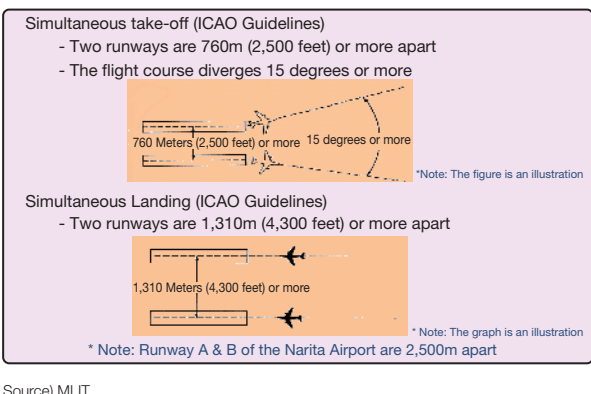 Simultaneous take-off (ICAO Guidelines)
- Two runways are 760m (2,500 feet) or more apart
- The flight course diverges 15 degrees or more
760 Meters (2,500 feet) or more
15 degrees or more
*Note: The figure is an illustration
Simultaneous Landing (ICAO Guidelines)
- Two runways are 1,310m (4,300 feet) or more apart
1,310 Meters (4,300 feet) or more
* Note: The graph is an illustration
* Note: Runway A & B of the Narita Airport are 2,500m apart
Source) MLIT